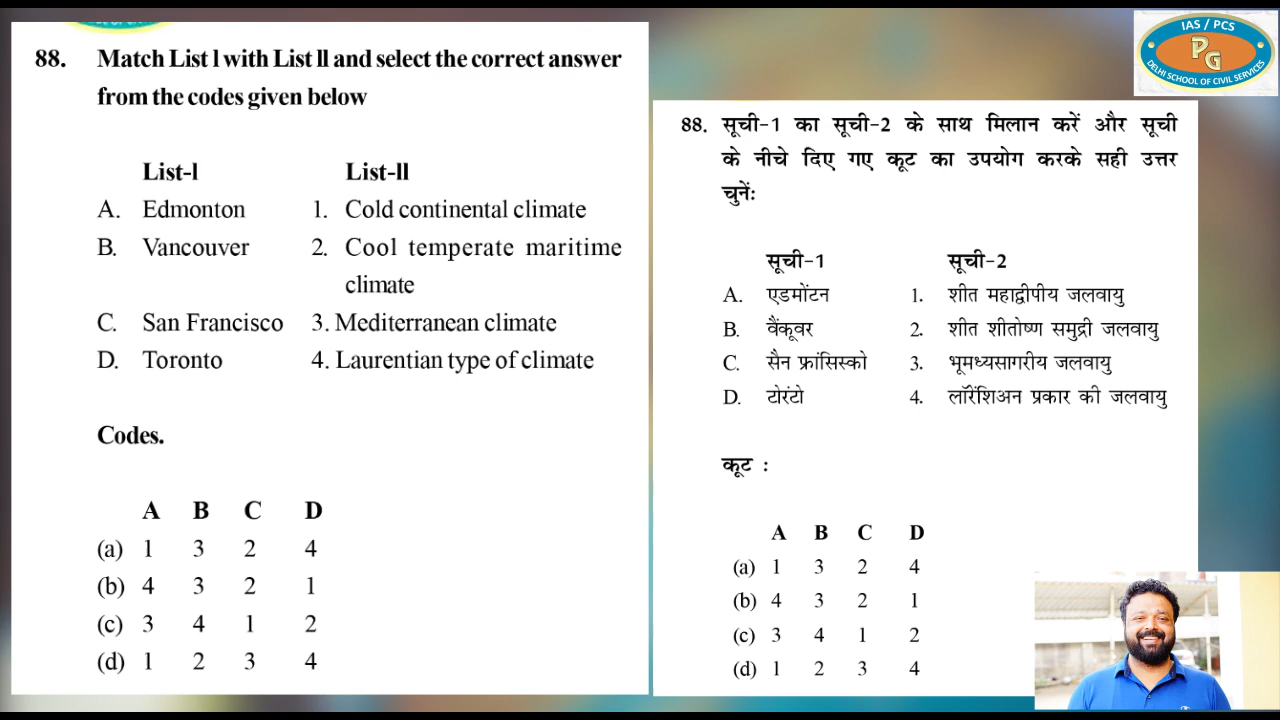 88. Match List l with List ll and select the correct answer
from the codes given below
List-l List-ll
A. Edmonton 1. Cold continental climate
B. Vancouver 2. Cool temperate maritime
climate
C. San Francisco 3. Mediterranean climate
D. Toronto 4. Laurentian type of climate
Codes.
A B C D
(a) 1 3 2 4
(b) 4 3 2 1
(c) 3 4 1 2
(d) 1 2 3 4
IAS / PCS
PG
DELHI SCHOOL OF CIVIL SERVICES
88. सूची-1 का सूची-2 के साथ मिलान करें और सूची
के नीचे दिए गए कूट का उपयोग करके सही उत्तर
चुनें:
सूची-1 सूची-2
A. एडमोंटन 1. शीत महाद्वीपीय जलवायु
B. वैंकूवर 2. शीत शीतोष्ण समुद्री जलवायु
C. सैन फ्रांसिस्को 3. भूमध्यसागरीय जलवायु
D. टोरंटो 4. लॉरेंशिअन प्रकार की जलवायु
कूट :
A B C D
(a) 1 3 2 4
(b) 4 3 2 1
(c) 3 4 1 2
(d) 1 2 3 4